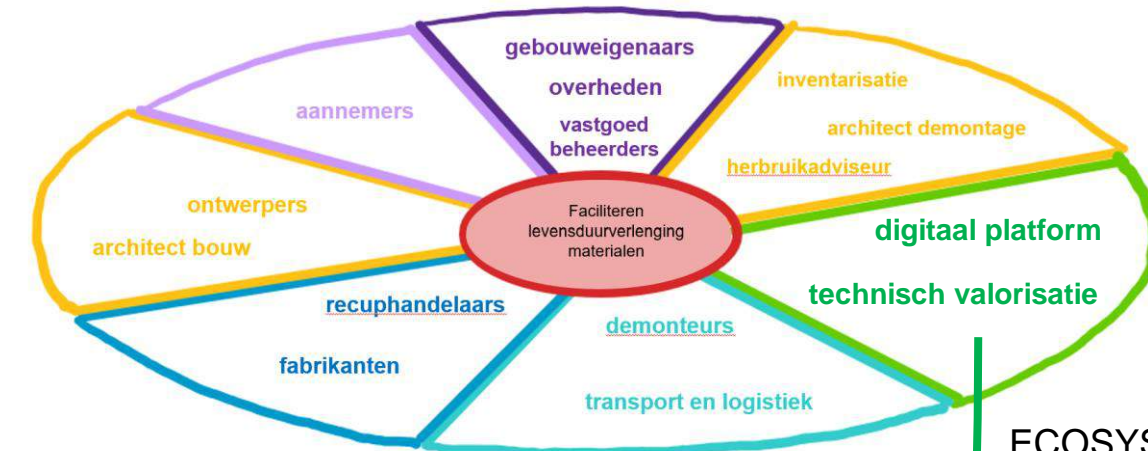 gebouweigenaars
overheden
vastgoed
beheerders
inventarisatie
architect demontage
herbruikadviseur
digitaal platform
technisch valorisatie
demonteurs
transport en logistiek
recuphandelaars
fabrikanten
ontwerpers
architect bouw
aannemers
Faciliteren
levensduurverlenging
materialen
ECOSYS